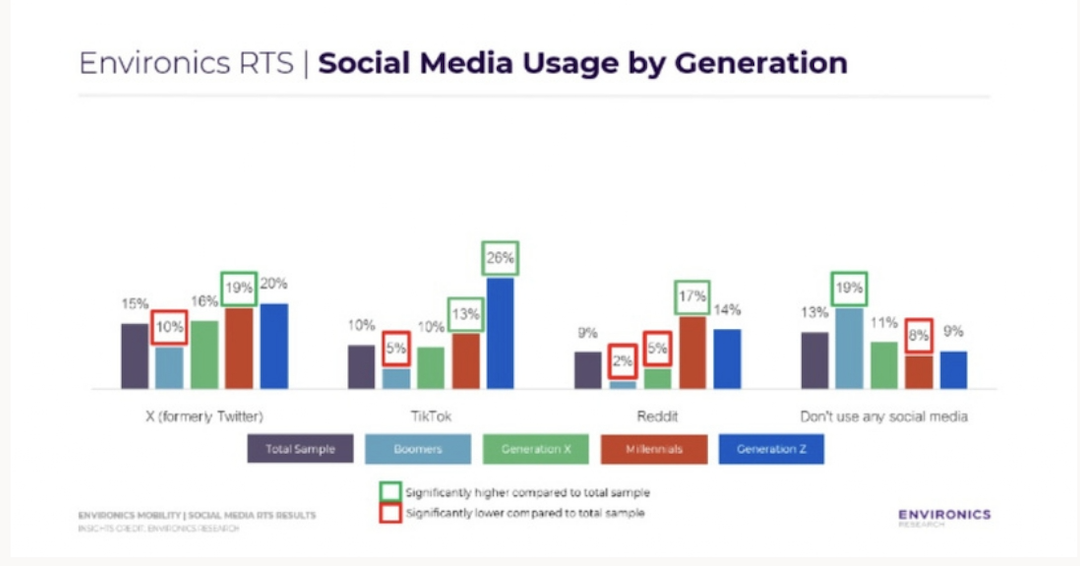 Environics RTS | Social Media Usage by Generation
15% 10% 16% 19% 20%
10% 5% 10% 13% 26%
9% 2% 5% 17% 14%
13% 19% 11% 8% 9%
X (formerly Twitter) TikTok Reddit Don't use any social media
Total Sample Boomers Generation X Millennials Generation Z
Significantly higher compared to total sample
Significantly lower compared to total sample
ENVIRONICS MOBILITY | SOCIAL MEDIA RTS RESULTS
INSIGHTS CREDIT: ENVIRONICS RESEARCH
ENVIRONICS
RESEARCH